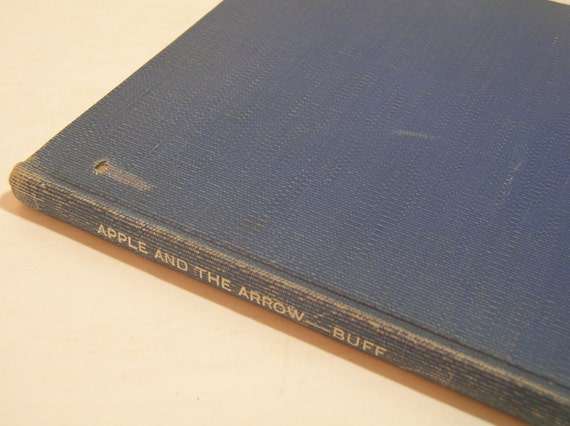 APPLE AND THE ARROW — BUFF